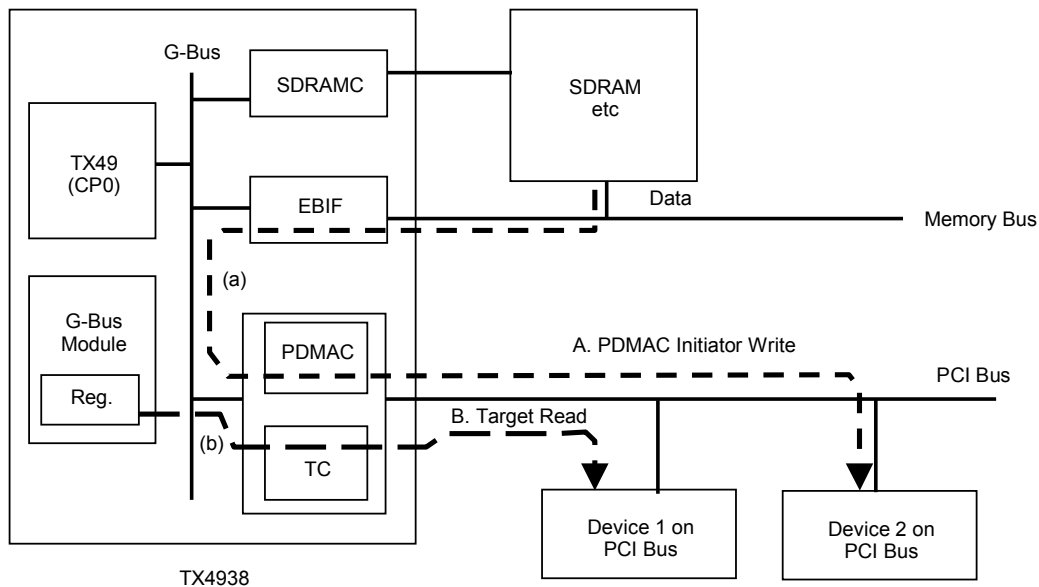 G-Bus
SDRAMC
SDRAM
etc
TX49
(CP0)
EBIF
Data
Memory Bus
(a)
G-Bus
Module
PDMAC
A. PDMAC Initiator Write
PCI Bus
Reg.
B. Target Read
(b)
TC
Device 1 on
PCI Bus
Device 2 on
PCI Bus
TX4938